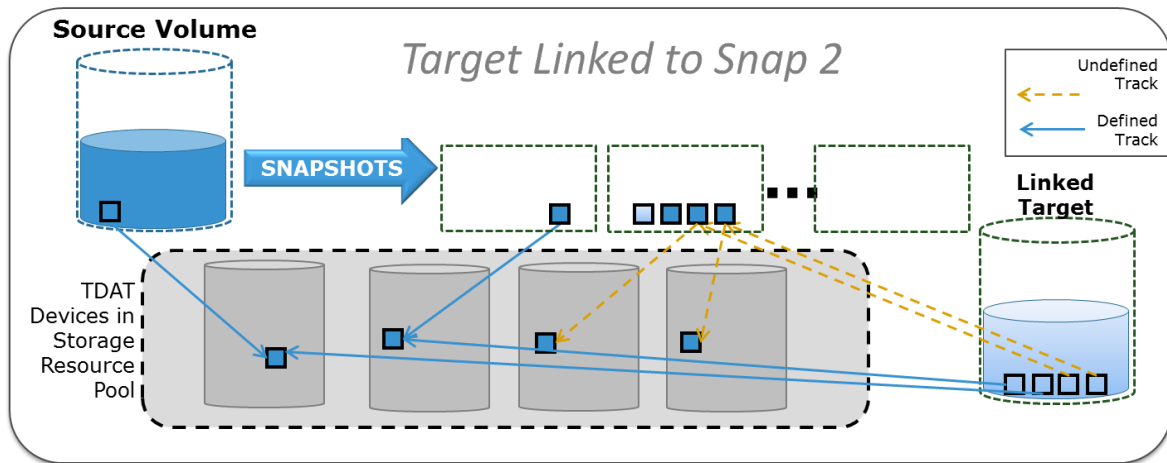 Source Volume
Target Linked to Snap 2
Undefined
Track
Defined
Track
SNAPSHOTS
Linked
Target
TDAT
Devices in
Storage
Resource
Pool